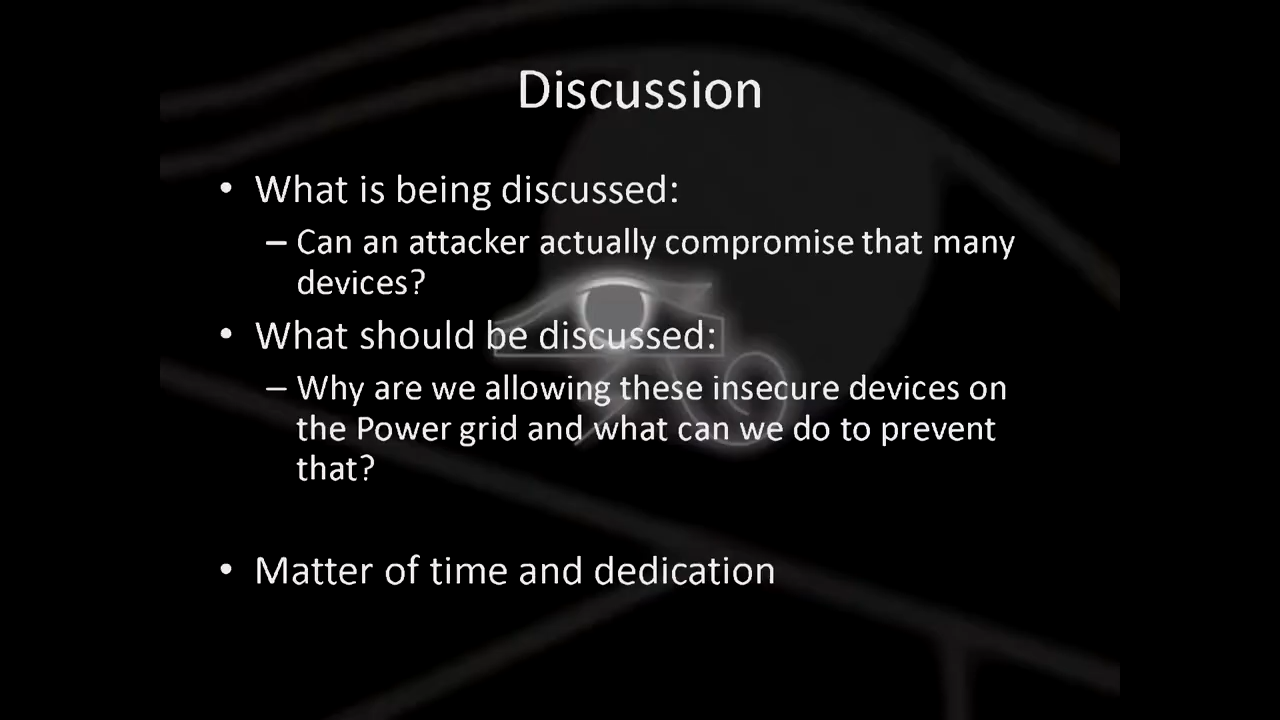 Discussion
• What is being discussed:
– Can an attacker actually compromise that many
devices?
• What should be discussed:
– Why are we allowing these insecure devices on
the Power grid and what can we do to prevent
that?
• Matter of time and dedication